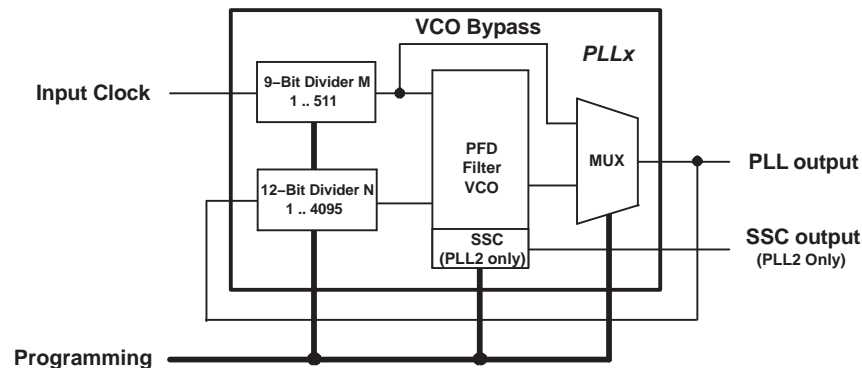 VCO Bypass
PLLx
Input Clock
9–Bit Divider M
1 .. 511
PFD
Filter
VCO
MUX
PLL output
12–Bit Divider N
1 .. 4095
SSC
(PLL2 only)
SSC output
(PLL2 Only)
Programming